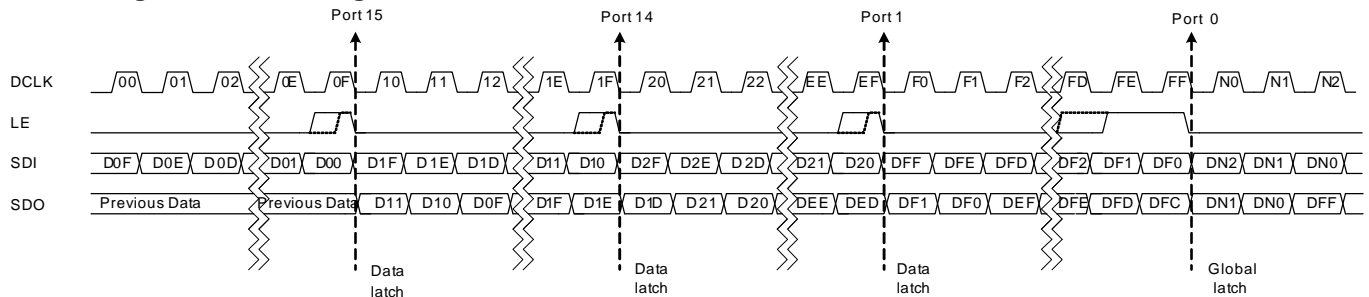 Port 15 Port 14 Port 1 Port 0
DCLK 00 01 02 0E 0F 10 11 12 1E 1F 20 21 22 EE EF F0 F1 F2 FD FE FF N0 N1 N2
LE
SDI D0F D0E D0D D01 D00 D1F D1E D1D D11 D10 D2F D2E D2D D21 D20 DFF DFE DFD DF2 DF1 DF0 DN2 DN1 DN0
SDO Previous Data Previous Data D11 D10 D0F D1F D1E D1D D21 D20 DEE DED DF1 DF0 DEF DFE DFD DFC DN1 DN0 DFF
Data Data Data Global
latch latch latch latch